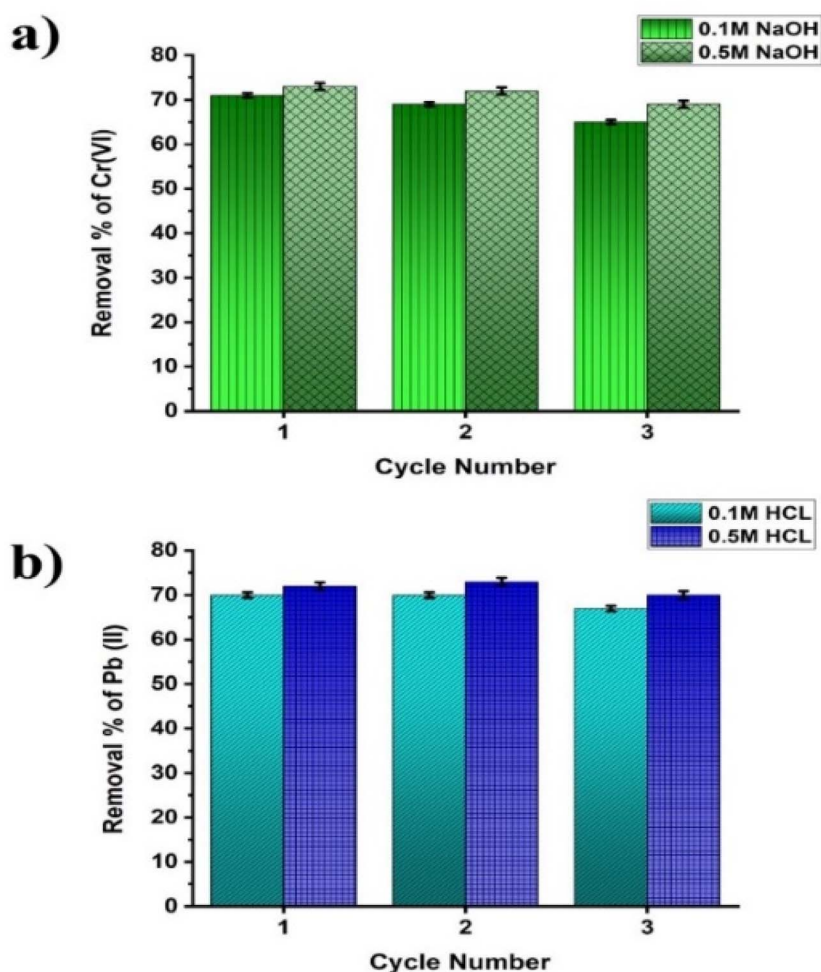 a)
0.1M NaOH
0.5M NaOH
Removal % of Cr(VI)
80
70
60
50
40
30
20
10
0
1 2 3
Cycle Number
b)
0.1M HCL
0.5M HCL
Removal % of Pb (II)
80
70
60
50
40
30
20
10
0
1 2 3
Cycle Number